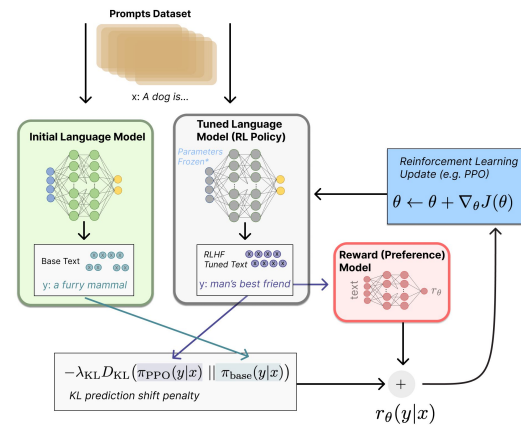 Prompts Dataset
x: A dog is...
Initial Language Model
Tuned Language
Model (RL Policy)
Parameters
Frozen*
Reinforcement Learning
Update (e.g. PPO)
θ ← θ + ∇θJ(θ)
Base Text
y: a furry mammal
RLHF
Tuned Text
y: man's best friend
Reward (Preference)
Model
text
rθ
−λKL DKL(πPPO(y|x) || πbase(y|x))
KL prediction shift penalty
+
rθ(y|x)